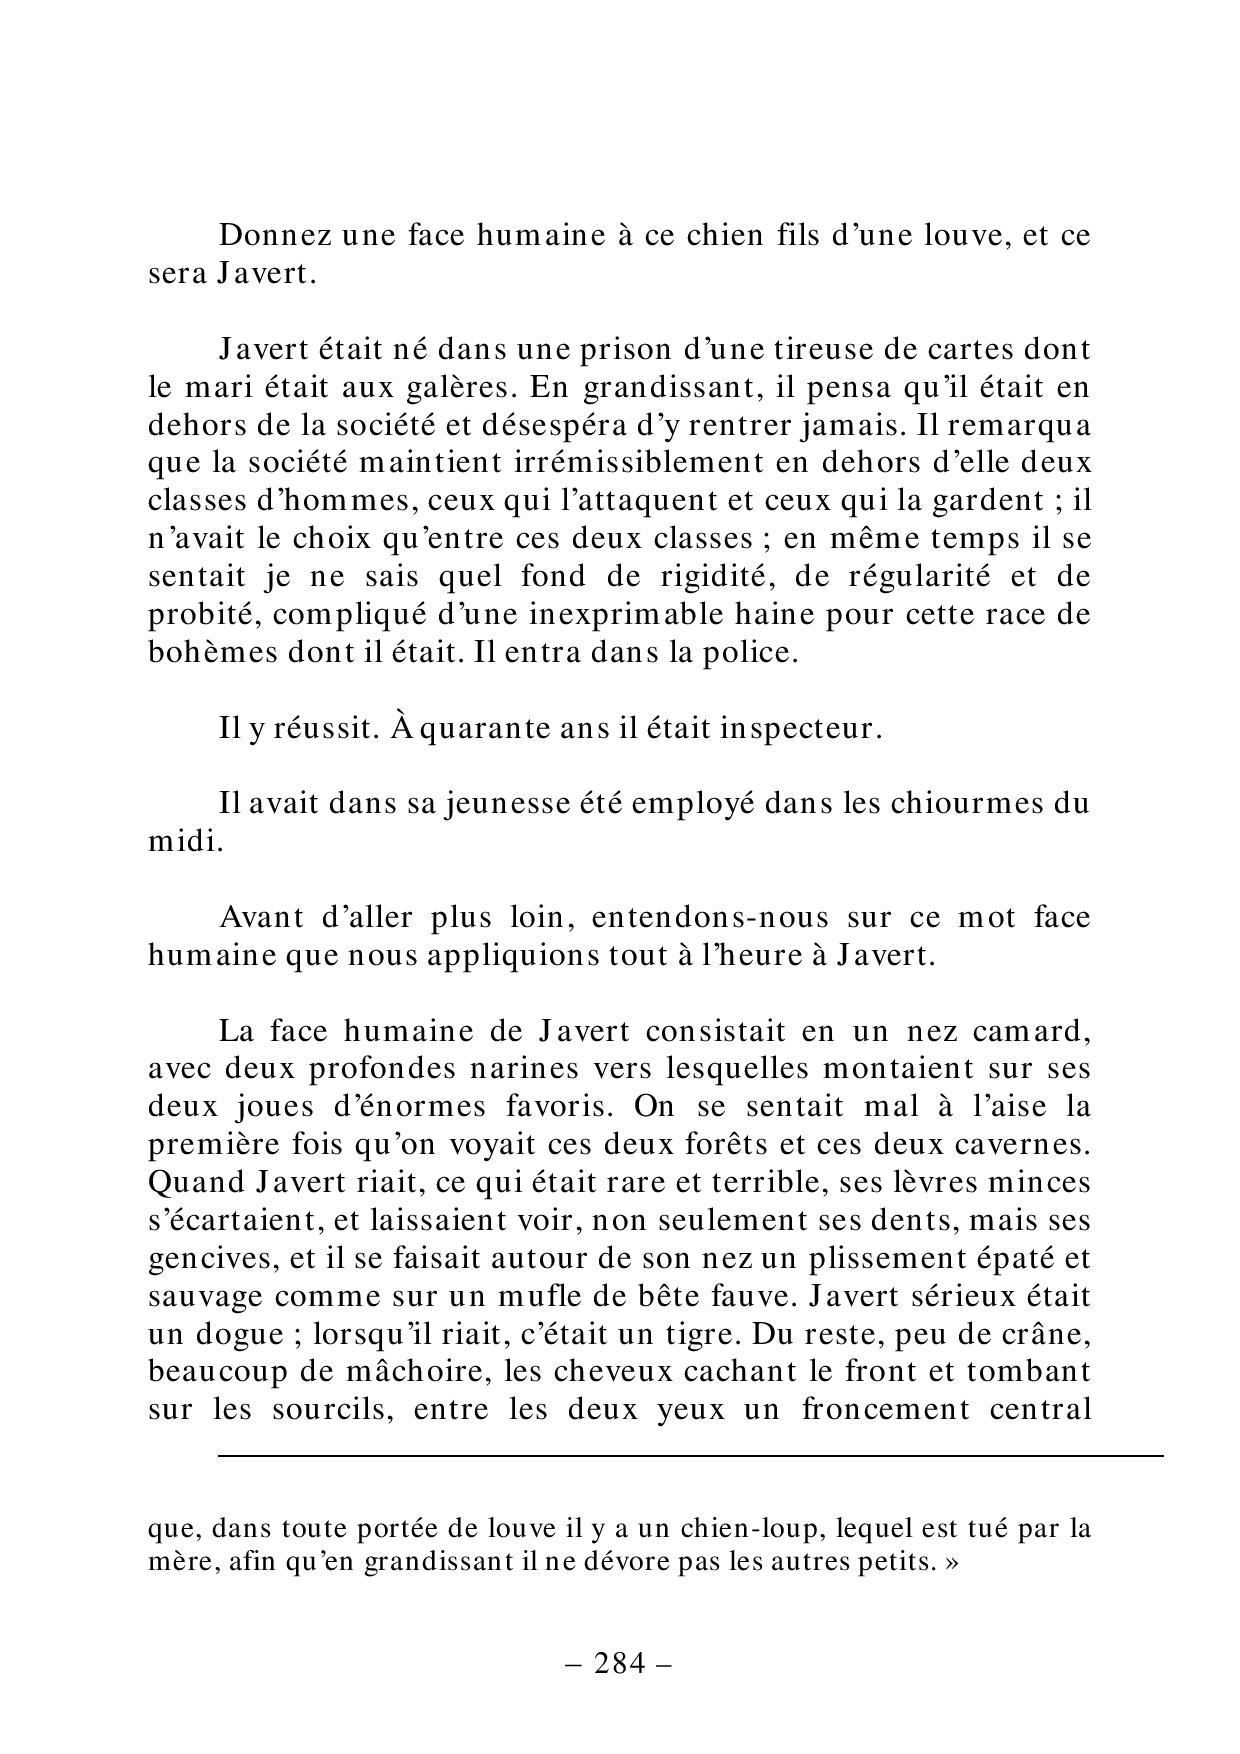 Donnez une face humaine à ce chien fils d’une louve, et ce
sera Javert.
Javert était né dans une prison d’une tireuse de cartes dont
le mari était aux galères. En grandissant, il pensa qu’il était en
dehors de la société et désespéra d’y rentrer jamais. Il remarqua
que la société maintient irrémissiblement en dehors d’elle deux
classes d’hommes, ceux qui l’attaquent et ceux qui la gardent ; il
n’avait le choix qu’entre ces deux classes ; en même temps il se
sentait je ne sais quel fond de rigidité, de régularité et de
probité, compliqué d’une inexprimable haine pour cette race de
bohèmes dont il était. Il entra dans la police.
Il y réussit. À quarante ans il était inspecteur.
Il avait dans sa jeunesse été employé dans les chiourmes du
midi.
Avant d’aller plus loin, entendons-nous sur ce mot face
humaine que nous appliquions tout à l’heure à Javert.
La face humaine de Javert consistait en un nez camard,
avec deux profondes narines vers lesquelles montaient sur ses
deux joues d’énormes favoris. On se sentait mal à l’aise la
première fois qu’on voyait ces deux forêts et ces deux cavernes.
Quand Javert riait, ce qui était rare et terrible, ses lèvres minces
s’écartaient, et laissaient voir, non seulement ses dents, mais ses
gencives, et il se faisait autour de son nez un plissement épaté et
sauvage comme sur un mufle de bête fauve. Javert sérieux était
un dogue ; lorsqu’il riait, c’était un tigre. Du reste, peu de crâne,
beaucoup de mâchoire, les cheveux cachant le front et tombant
sur les sourcils, entre les deux yeux un froncement central
que, dans toute portée de louve il y a un chien-loup, lequel est tué par la
mère, afin qu’en grandissant il ne dévore pas les autres petits. »
– 284 –